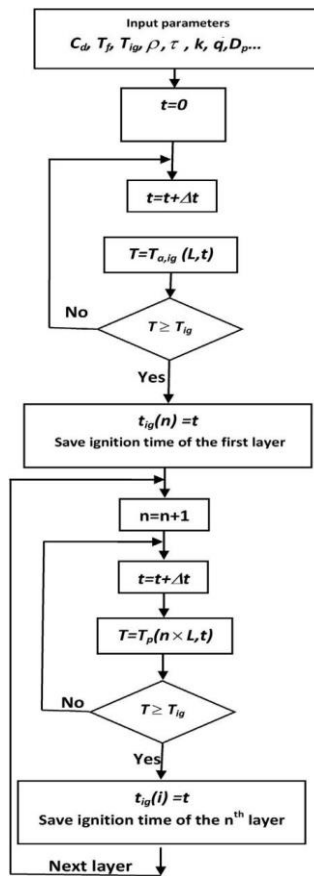 Input parameters
C_d, T_f, T_ig, ρ, τ , k, q̇, D_p...
t=0
t=t+Δt
T=T_a,ig (L,t)
No
T ≥ T_ig
Yes
t_ig(n) =t
Save ignition time of the first layer
n=n+1
t=t+Δt
T=T_p(n × L,t)
No
T ≥ T_ig
Yes
t_ig(i) =t
Save ignition time of the n^th layer
Next layer